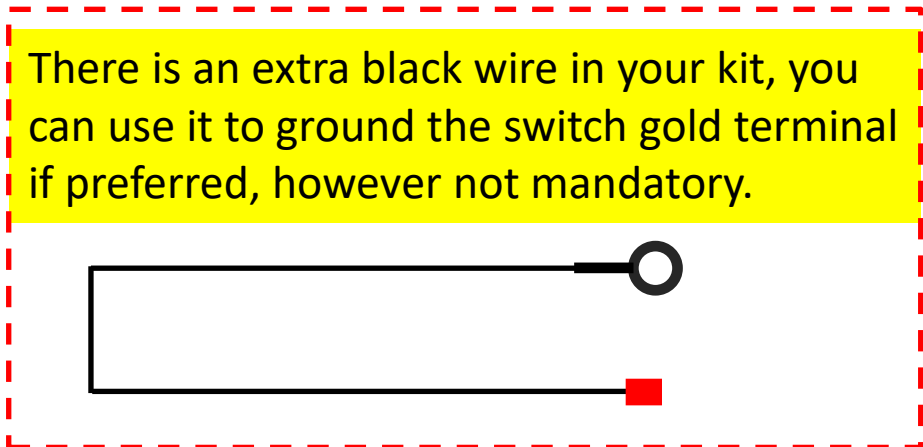 There is an extra black wire in your kit, you
can use it to ground the switch gold terminal
if preferred, however not mandatory.